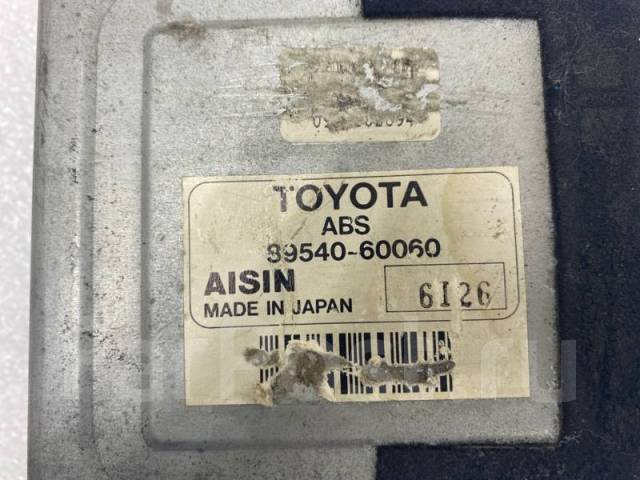 TOYOTA
ABS
89540-60060
AISIN
6I26
MADE IN JAPAN